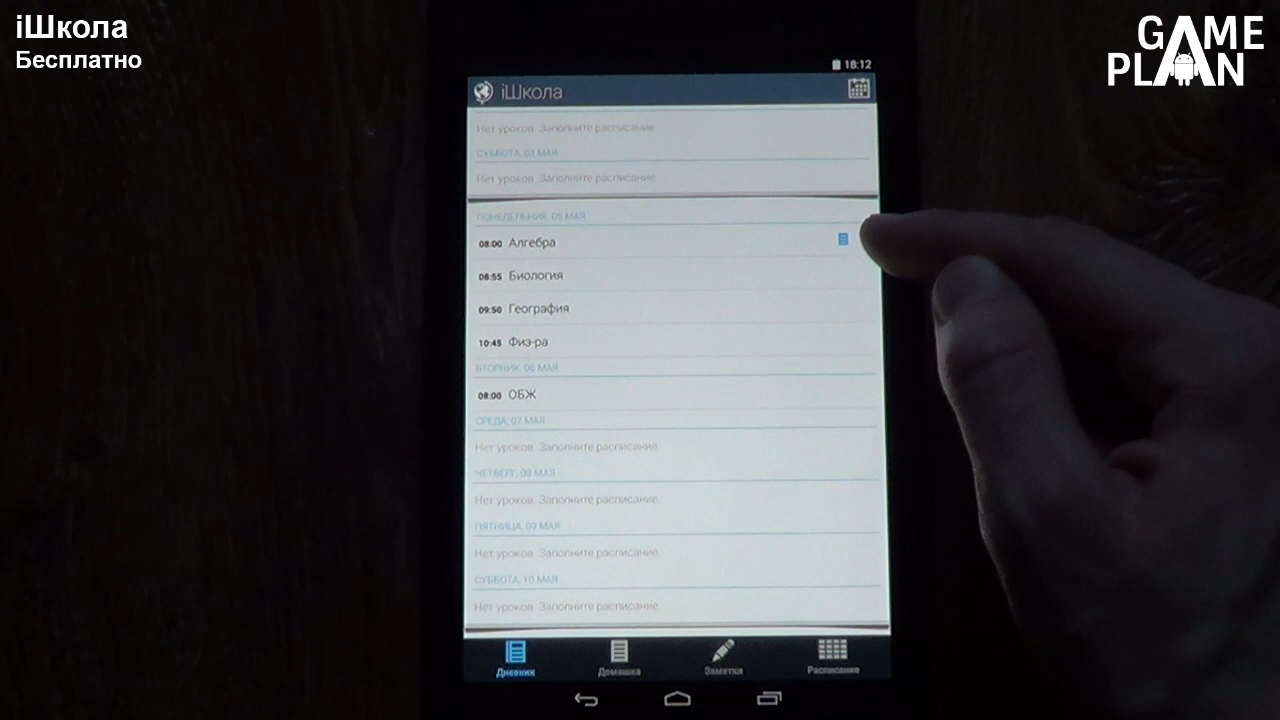 iШкола
Бесплатно
GAME
PLAN
18:12
iШкола
Нет уроков. Заполните расписание.
СУББОТА, 03 МАЯ
Нет уроков. Заполните расписание.
ПОНЕДЕЛЬНИК, 05 МАЯ
08:00 Алгебра
08:55 Биология
09:50 География
10:45 Физ-ра
ВТОРНИК, 06 МАЯ
08:00 ОБЖ
СРЕДА, 07 МАЯ
Нет уроков. Заполните расписание.
ЧЕТВЕРГ, 08 МАЯ
Нет уроков. Заполните расписание.
ПЯТНИЦА, 09 МАЯ
Нет уроков. Заполните расписание.
СУББОТА, 10 МАЯ
Нет уроков. Заполните расписание.
Дневник Домашка Заметки Расписание